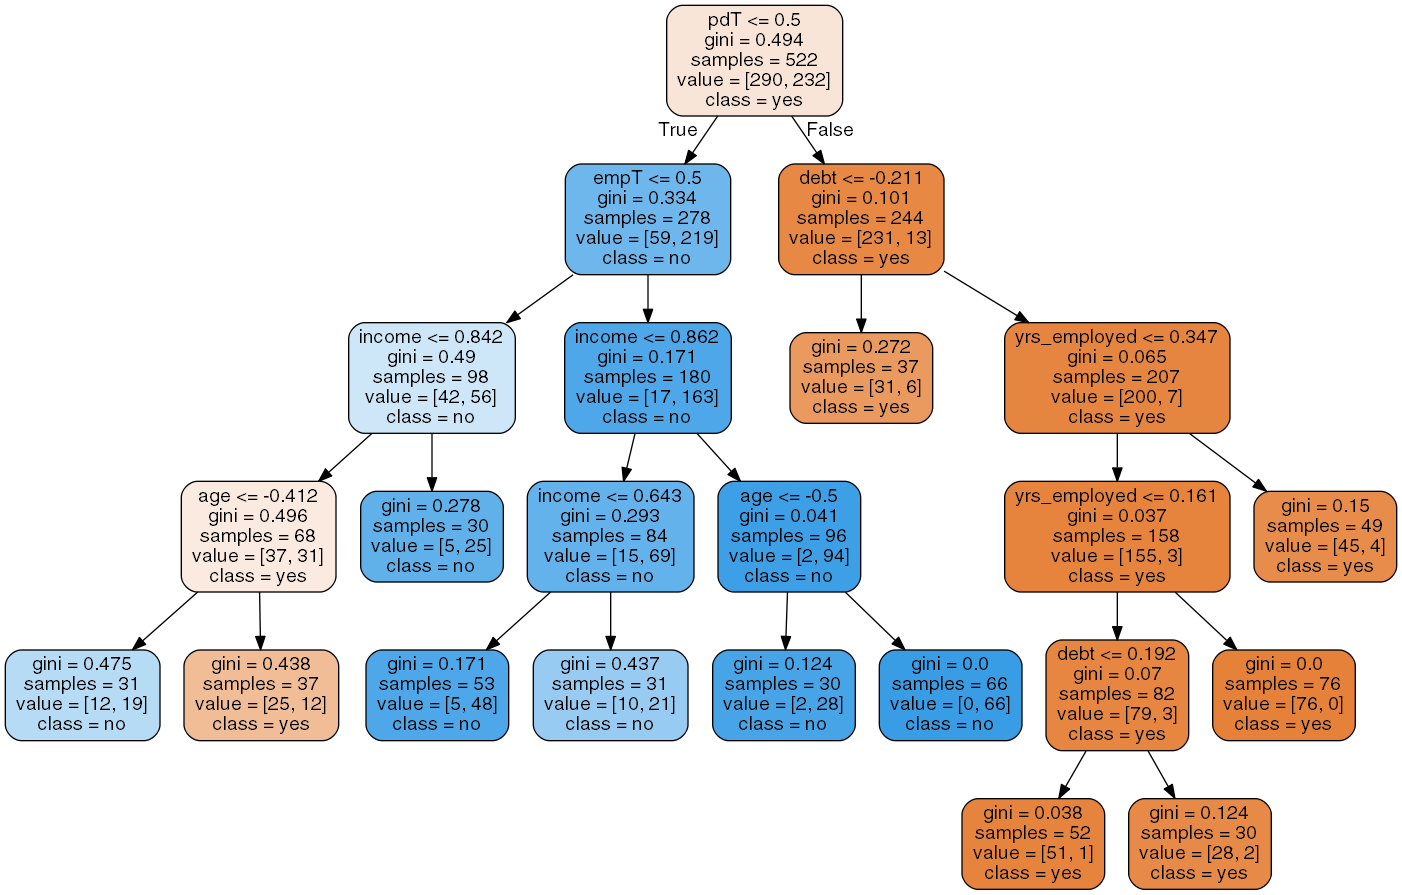 pdT <= 0.5
gini = 0.494
samples = 522
value = [290, 232]
class = yes
True
False
empT <= 0.5
gini = 0.334
samples = 278
value = [59, 219]
class = no
debt <= -0.211
gini = 0.101
samples = 244
value = [231, 13]
class = yes
income <= 0.842
gini = 0.49
samples = 98
value = [42, 56]
class = no
income <= 0.862
gini = 0.171
samples = 180
value = [17, 163]
class = no
gini = 0.272
samples = 37
value = [31, 6]
class = yes
yrs_employed <= 0.347
gini = 0.065
samples = 207
value = [200, 7]
class = yes
age <= -0.412
gini = 0.496
samples = 68
value = [37, 31]
class = yes
gini = 0.278
samples = 30
value = [5, 25]
class = no
income <= 0.643
gini = 0.293
samples = 84
value = [15, 69]
class = no
age <= -0.5
gini = 0.041
samples = 96
value = [2, 94]
class = no
yrs_employed <= 0.161
gini = 0.037
samples = 158
value = [155, 3]
class = yes
gini = 0.15
samples = 49
value = [45, 4]
class = yes
gini = 0.475
samples = 31
value = [12, 19]
class = no
gini = 0.438
samples = 37
value = [25, 12]
class = yes
gini = 0.171
samples = 53
value = [5, 48]
class = no
gini = 0.437
samples = 31
value = [10, 21]
class = no
gini = 0.124
samples = 30
value = [2, 28]
class = no
gini = 0.0
samples = 66
value = [0, 66]
class = no
debt <= 0.192
gini = 0.07
samples = 82
value = [79, 3]
class = yes
gini = 0.0
samples = 76
value = [76, 0]
class = yes
gini = 0.038
samples = 52
value = [51, 1]
class = yes
gini = 0.124
samples = 30
value = [28, 2]
class = yes